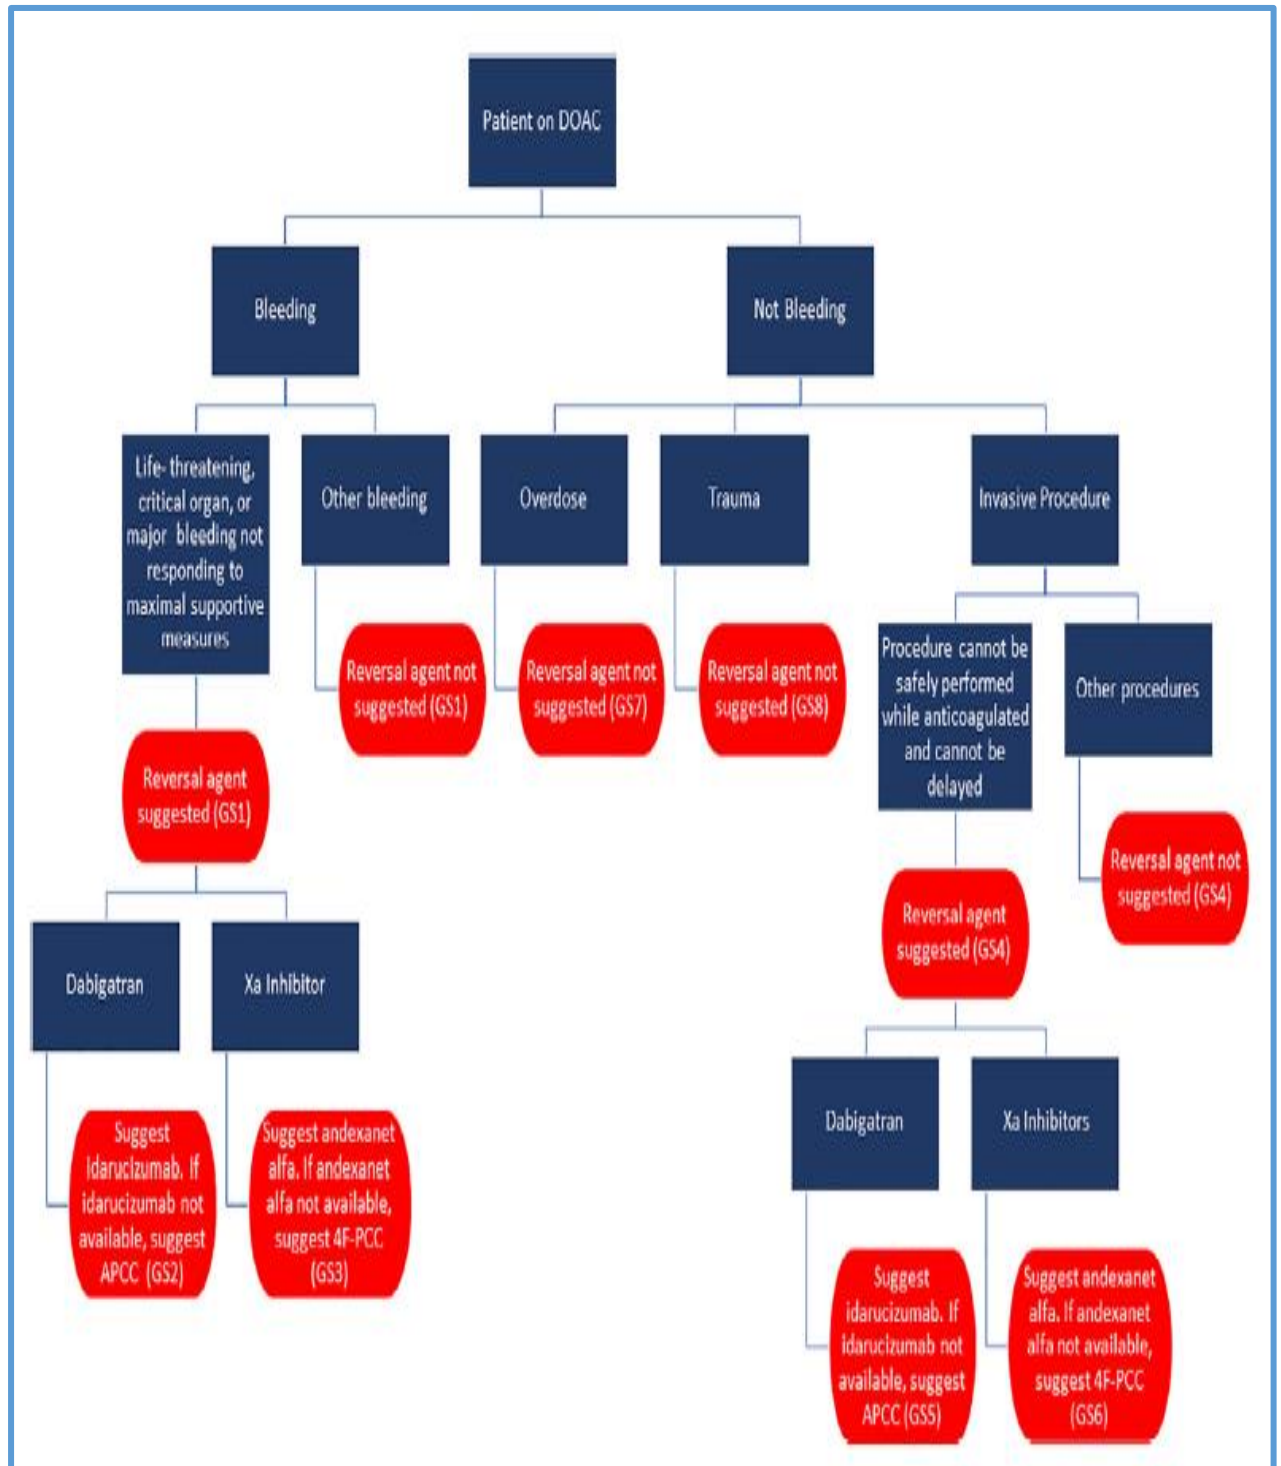 Patient on DOAC
Bleeding
Not Bleeding
Life- threatening,
critical organ, or
major bleeding not
responding to
maximal supportive
measures
Other bleeding
Overdose
Trauma
Invasive Procedure
Reversal agent not
suggested (GS1)
Reversal agent not
suggested (GS7)
Reversal agent not
suggested (GS8)
Procedure cannot be
safely performed
while anticoagulated
and cannot be
delayed
Other procedures
Reversal agent
suggested (GS1)
Reversal agent not
suggested (GS4)
Reversal agent
suggested (GS4)
Dabigatran
Xa Inhibitor
Dabigatran
Xa Inhibitors
Suggest
Idarucizumab. If
idarucizumab not
available, suggest
APCC (GS2)
Suggest andexanet
alfa. If andexanet
alfa not available,
suggest 4F-PCC
(GS3)
Suggest
idarucizumab. If
idarucizumab not
available, suggest
APCC (GS5)
Suggest andexanet
alfa. If andexanet
alfa not available,
suggest 4F-PCC
(GS6)